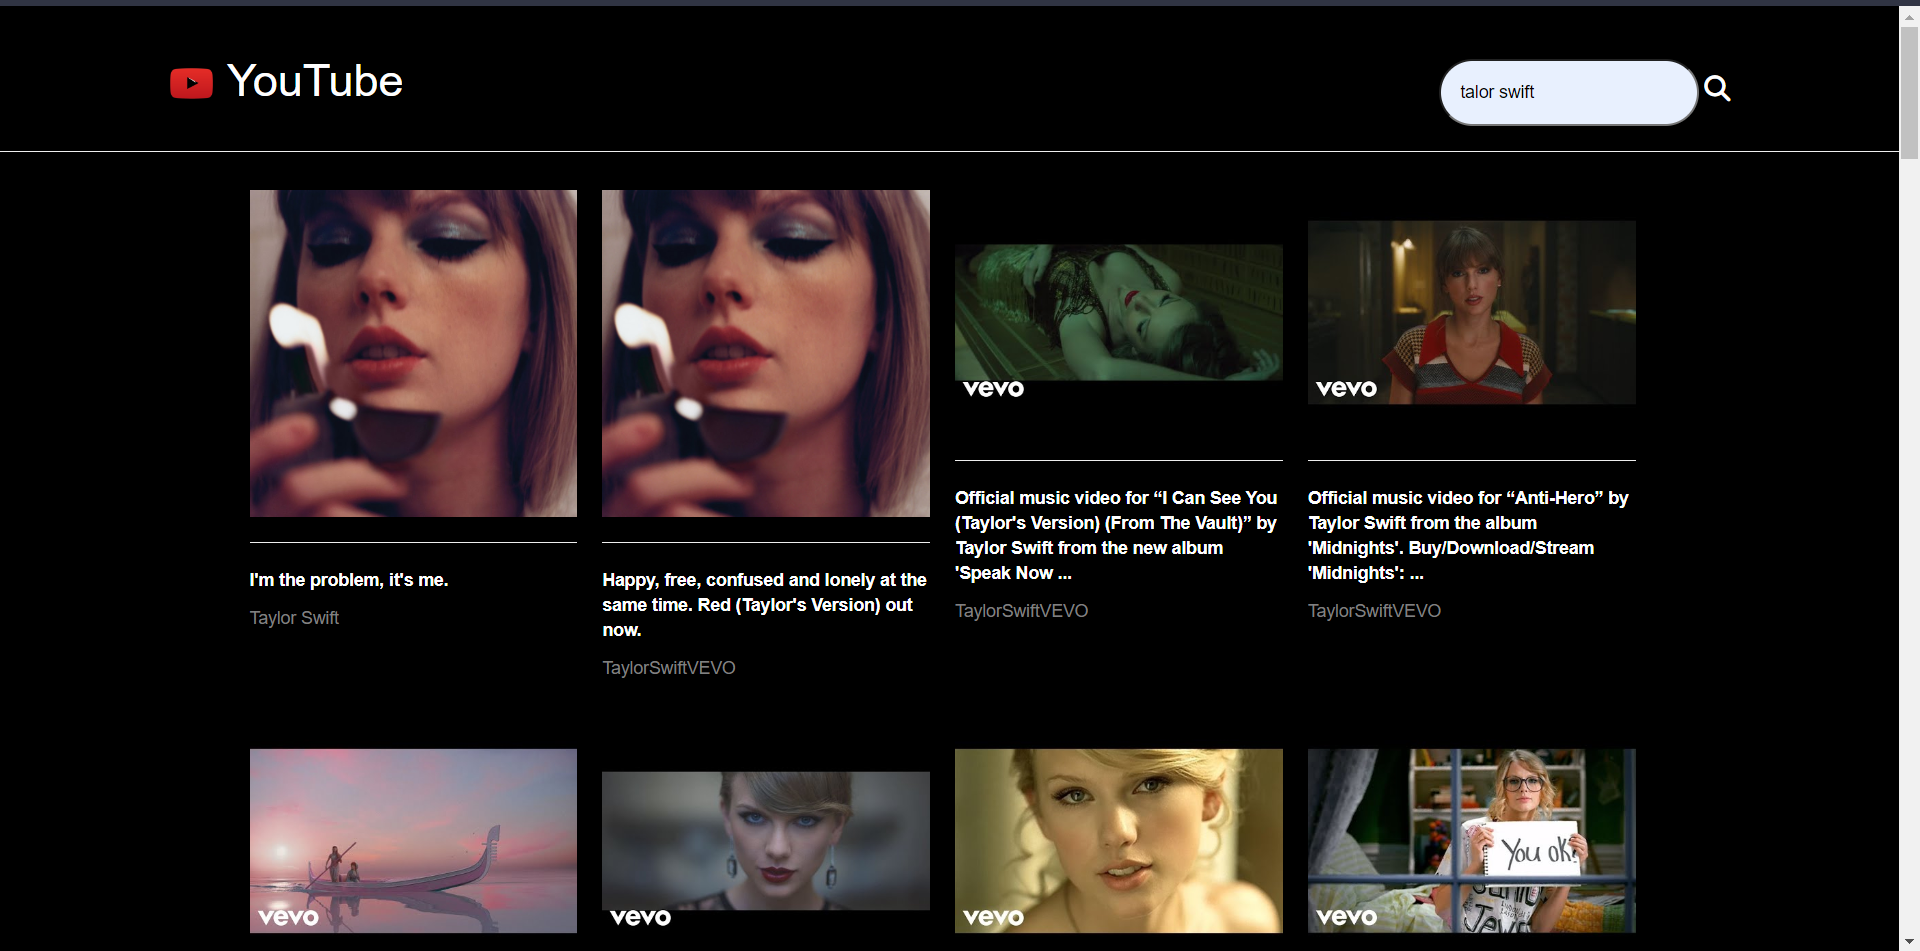 YouTube
talor swift
vevo
vevo
I'm the problem, it's me.
Taylor Swift
Happy, free, confused and lonely at the
same time. Red (Taylor's Version) out
now.
TaylorSwiftVEVO
Official music video for “I Can See You
(Taylor's Version) (From The Vault)” by
Taylor Swift from the new album
'Speak Now ...
TaylorSwiftVEVO
Official music video for “Anti-Hero” by
Taylor Swift from the album
'Midnights'. Buy/Download/Stream
'Midnights': ...
TaylorSwiftVEVO
vevo
vevo
vevo
You ok?
vevo